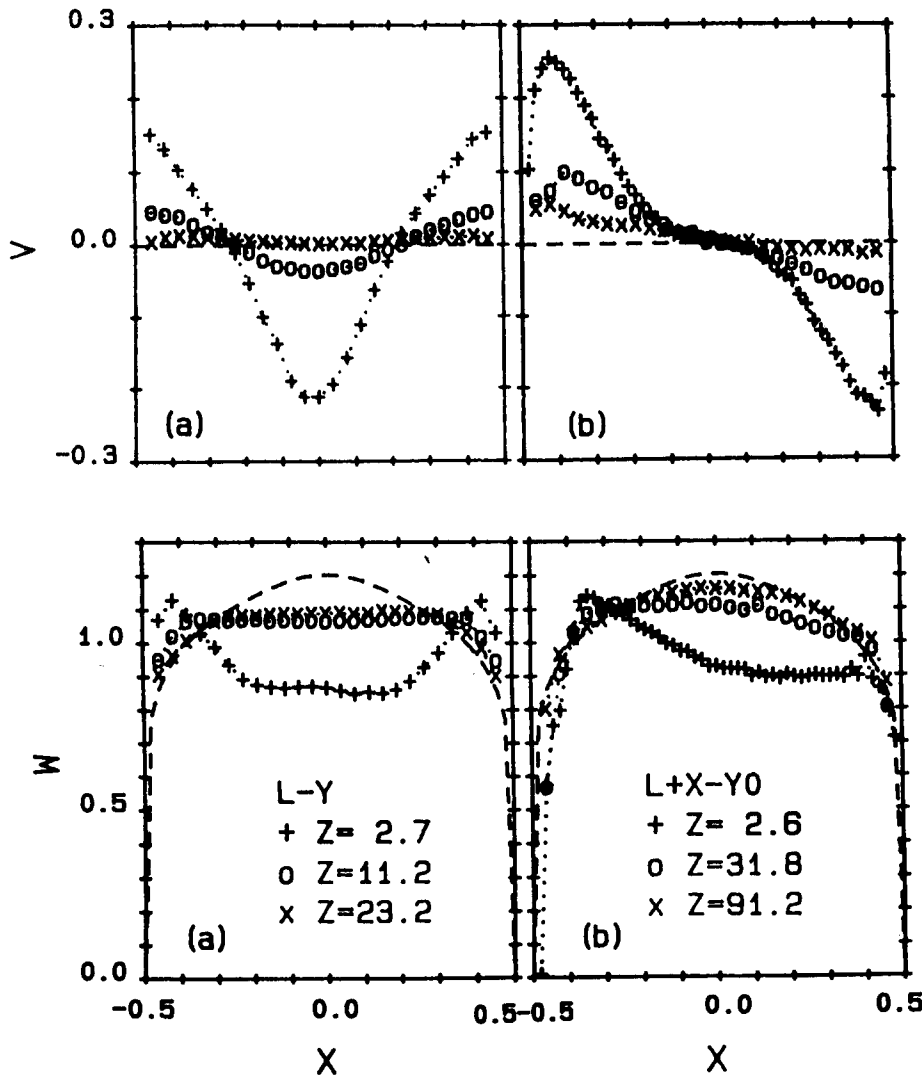 0.3
(b)
V
0.0
(a)
(b)
-0.3
1.0
W
0.5
L-Y
+ Z= 2.7
o Z=11.2
x Z=23.2
(a)
L+X-Y0
+ Z= 2.6
o Z=31.8
x Z=91.2
(b)
0.0
-0.5
0.0
0.5
-0.5
0.0
0.5
X
X